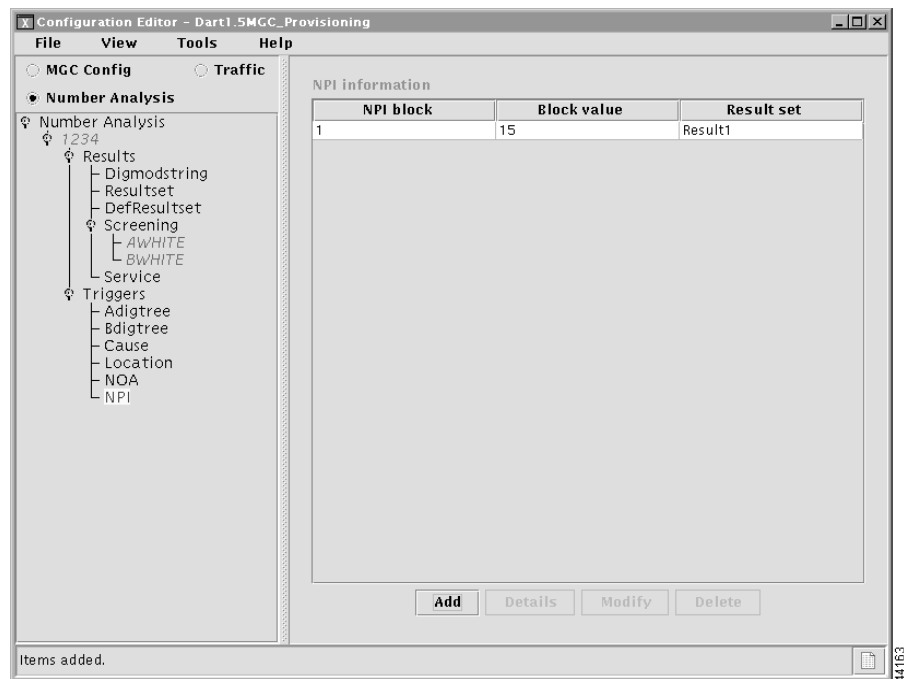 Configuration Editor - Dart1.5MGC_Provisioning
File View Tools Help
MGC Config Traffic
Number Analysis
Number Analysis
1234
Results
Digmodstring
Resultset
DefResultset
Screening
AWHITE
BWHITE
Service
Triggers
Adigtree
Bdigtree
Cause
Location
NOA
NPI
NPI information
NPI block Block value Result set
1 15 Result1
Add Details Modify Delete
Items added.
44163